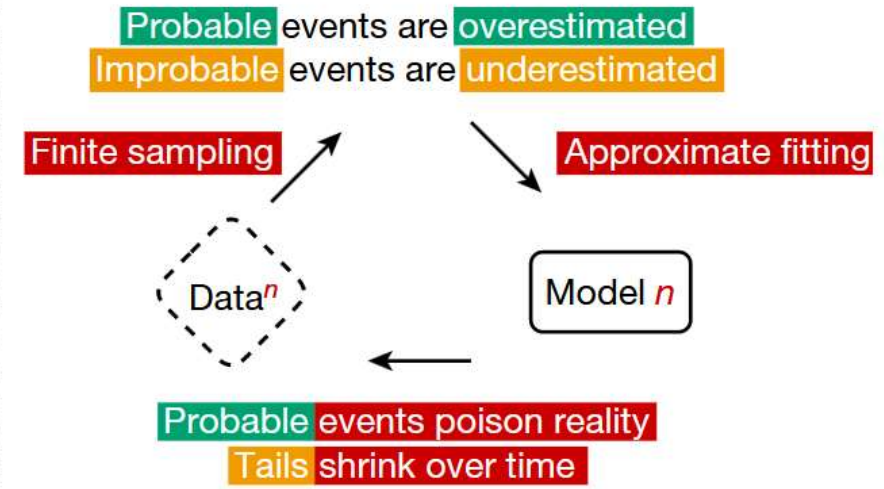 Probable events are overestimated
Improbable events are underestimated
Finite sampling
Approximate fitting
Dataⁿ
Model n
Probable events poison reality
Tails shrink over time